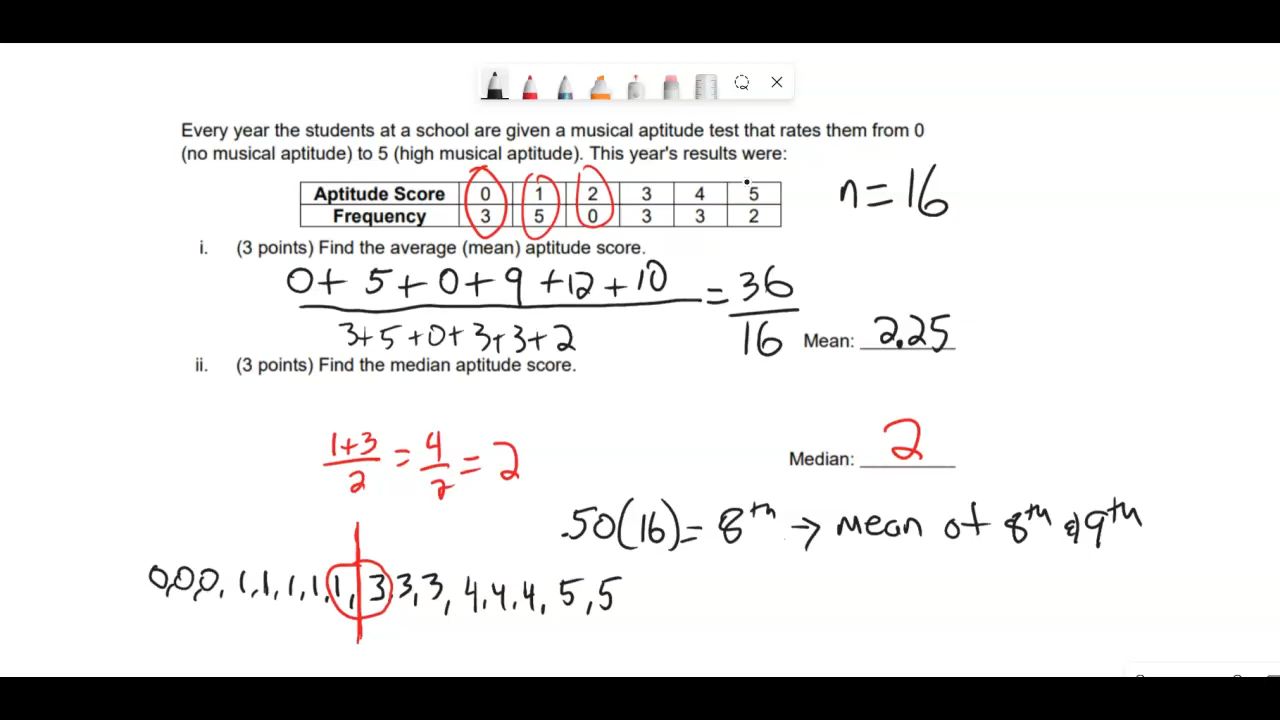 Every year the students at a school are given a musical aptitude test that rates them from 0
(no musical aptitude) to 5 (high musical aptitude). This year's results were:
n=16
Aptitude Score 0 1 2 3 4 5
Frequency 3 5 0 3 3 2
i. (3 points) Find the average (mean) aptitude score.
0+ 5+ 0+ 9 +12 +10
3+5 +0+ 3+3+2
= 36
16
Mean: 2.25
ii. (3 points) Find the median aptitude score.
1+3
2
= 4
2
= 2
Median: 2
.50(16)= 8th → mean of 8th & 9th
0,0,0, 1,1,1,1,1, 3,3,3, 4,4,4, 5,5